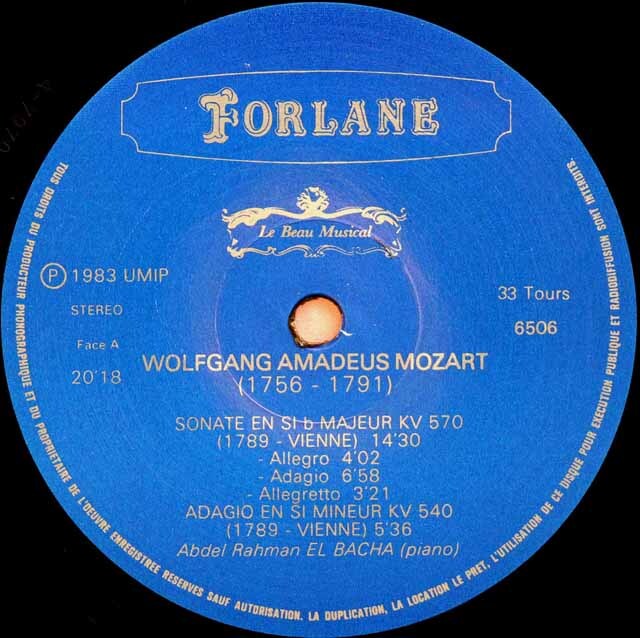 FORLANE
Le Beau Musical
℗ 1983 UMIP
STEREO
Face A
20'18
33 Tours
6506
WOLFGANG AMADEUS MOZART
(1756 - 1791)
SONATE EN SI b MAJEUR KV 570
(1789 - VIENNE) 14'30
- Allegro 4'02
- Adagio 6'58
- Allegretto 3'21
ADAGIO EN SI MINEUR KV 540
(1789 - VIENNE) 5'36
Abdel Rahman EL BACHA (piano)
TOUS DROITS DU PRODUCTEUR PHONOGRAPHIQUE ET DU PROPRIETAIRE DE L'OEUVRE ENREGISTREE RESERVES SAUF AUTORISATION. LA DUPLICATION, LA LOCATION LE PRET, L'UTILISATION DE CE DISQUE POUR EXECUTION PUBLIQUE ET RADIODIFFUSION SONT INTERDITS.